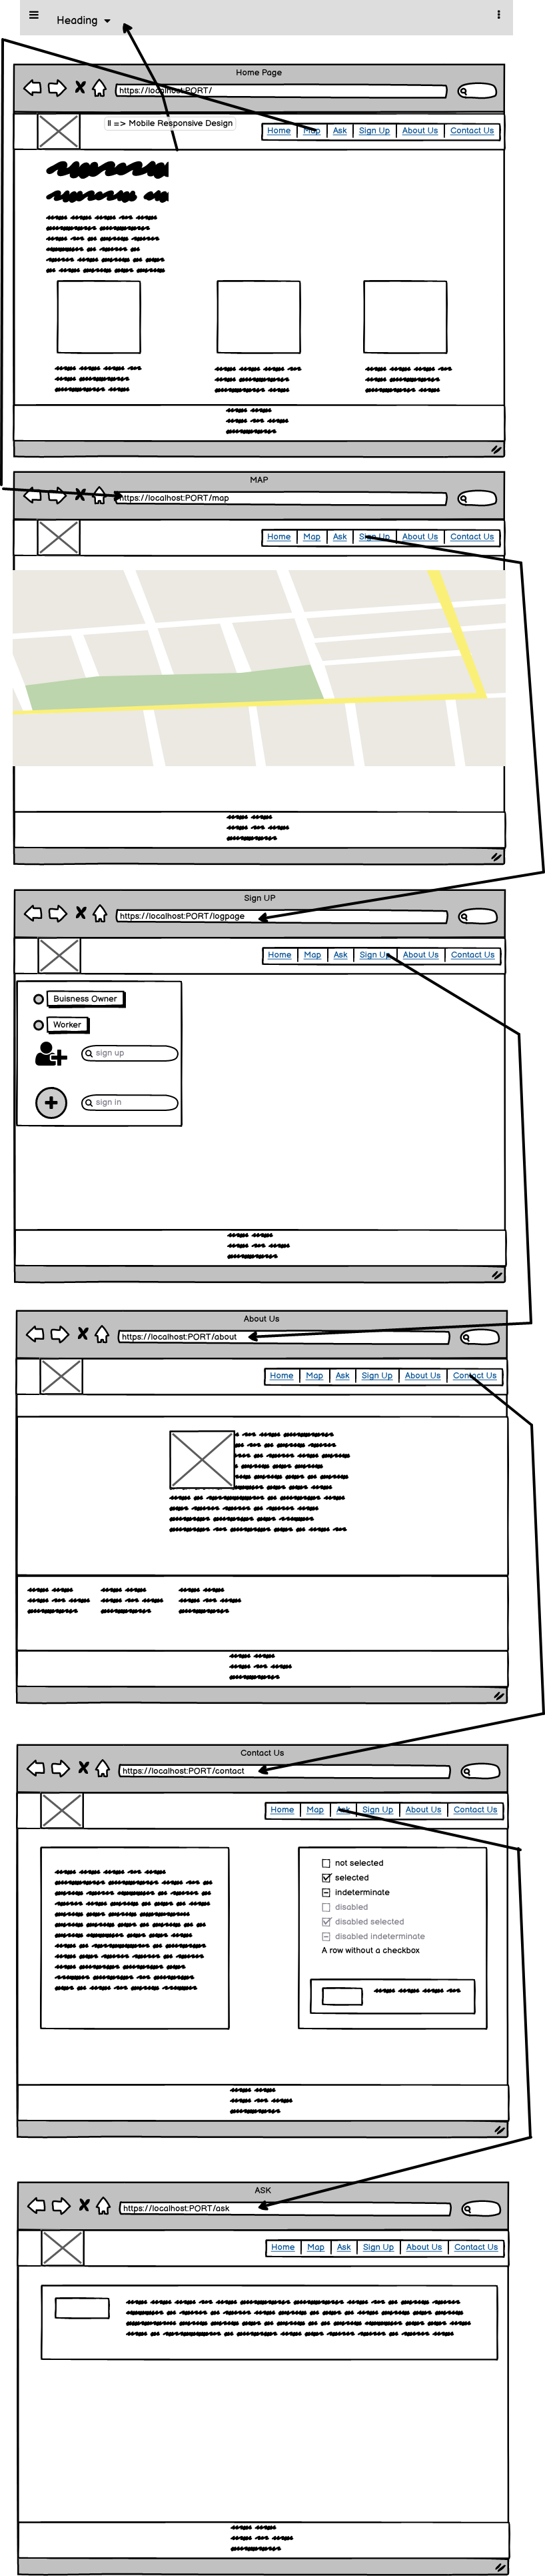 Heading
Home Page
https://localhost:PORT/
II => Mobile Responsive Design
Home Map Ask Sign Up About Us Contact Us
MAP
https://localhost:PORT/map
Home Map Ask Sign Up About Us Contact Us
Sign UP
https://localhost:PORT/logpage
Home Map Ask Sign Up About Us Contact Us
Buisness Owner
Worker
sign up
sign in
About Us
https://localhost:PORT/about
Home Map Ask Sign Up About Us Contact Us
Contact Us
https://localhost:PORT/contact
Home Map Ask Sign Up About Us Contact Us
not selected
selected
indeterminate
disabled
disabled selected
disabled indeterminate
A row without a checkbox
ASK
https://localhost:PORT/ask
Home Map Ask Sign Up About Us Contact Us